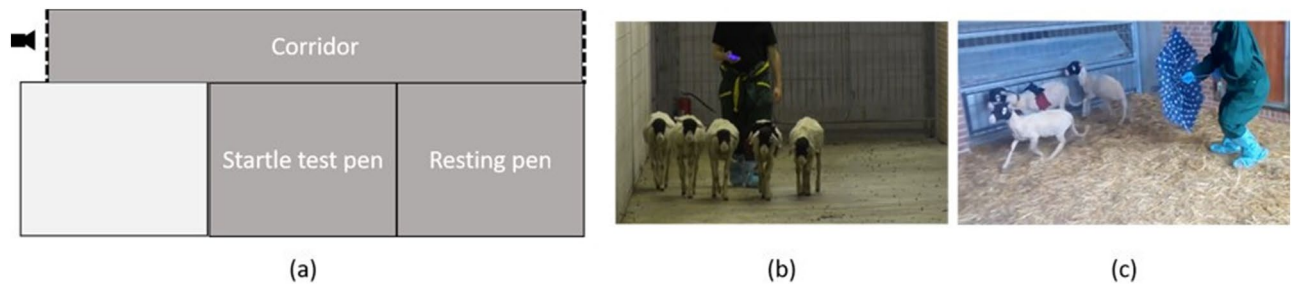 Corridor
Startle test pen
Resting pen
(a)
(b)
(c)